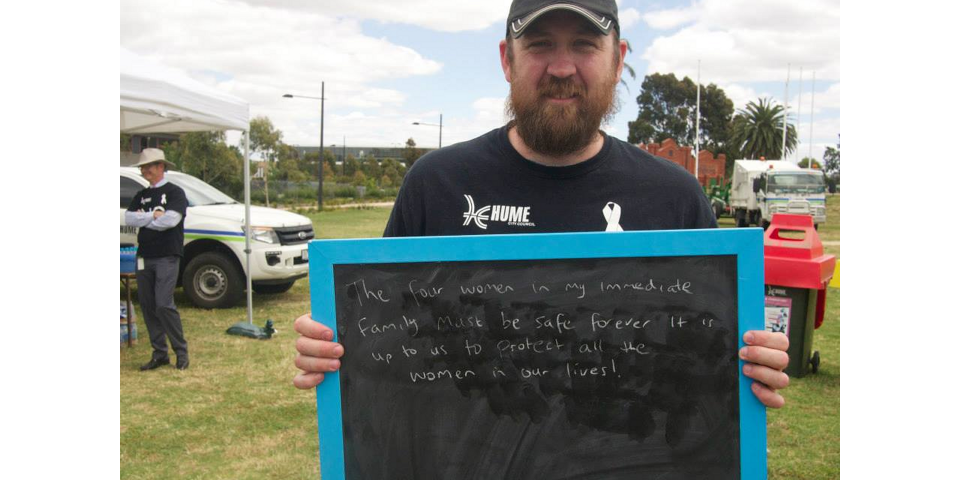 HUME
CITY COUNCIL
The four women in my immediate
family must be safe forever It is
up to us to protect all the
women in our lives!